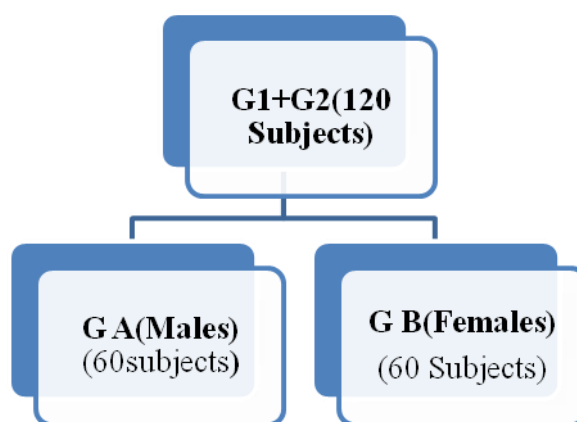 G1+G2(120
Subjects)
G A(Males)
(60subjects)
G B(Females)
(60 Subjects)